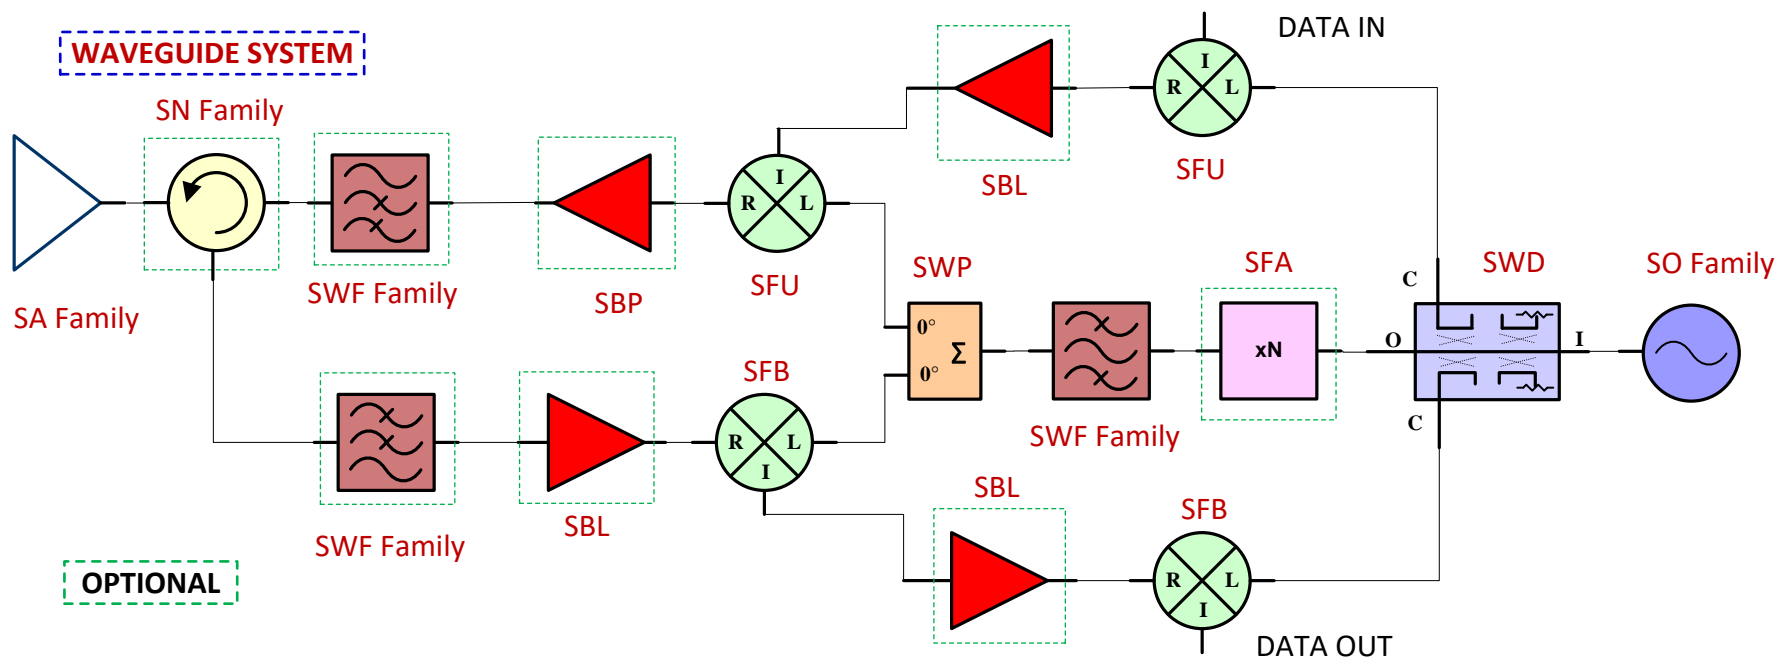 WAVEGUIDE SYSTEM
DATA IN
I
R
L
SFU
SBL
SN Family
SWF Family
SBP
I
R
L
SFU
SA Family
SWP
0°
0°
Σ
SWF Family
SFA
xN
SWD
C
O
I
C
SO Family
SWF Family
SBL
SFB
R
L
I
SBL
SFB
R
L
I
DATA OUT
OPTIONAL